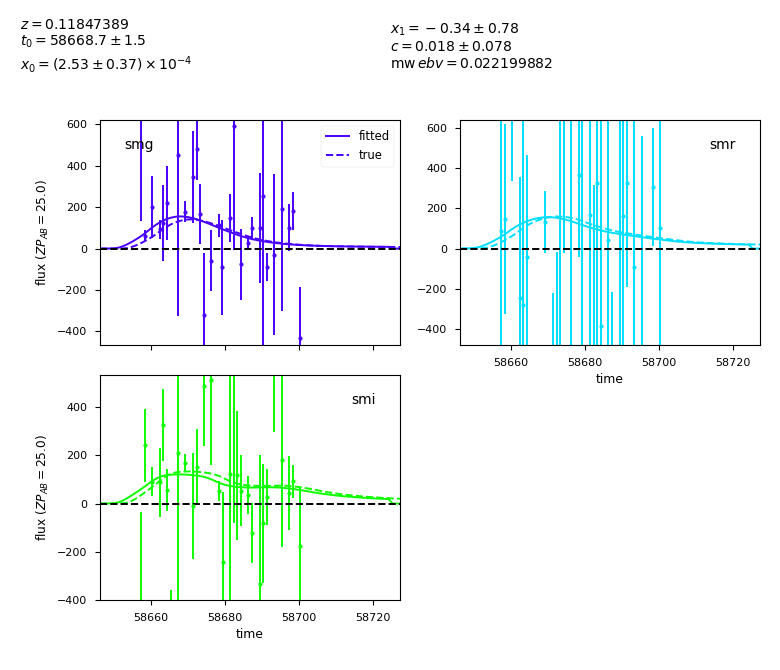 z = 0.11847389
t₀ = 58668.7 ± 1.5
x₀ = (2.53 ± 0.37) × 10⁻⁴
x₁ = −0.34 ± 0.78
c = 0.018 ± 0.078
mw ebv = 0.022199882
600
400
200
0
−200
−400
flux (ZP_AB = 25.0)
smg
fitted
true
600
400
200
0
−200
−400
smr
58660
58680
58700
58720
time
400
200
0
−200
−400
flux (ZP_AB = 25.0)
smi
58660
58680
58700
58720
time